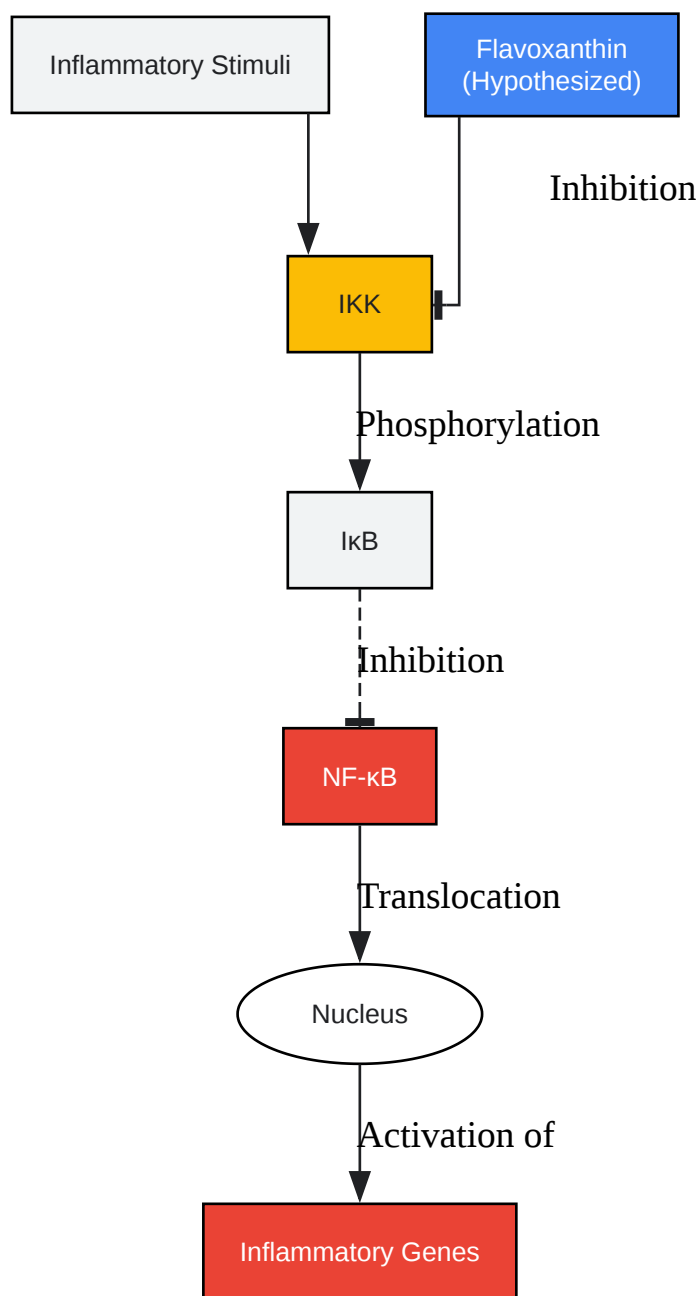 Inflammatory Stimuli
Flavoxanthin
(Hypothesized)
Inhibition
IKK
Phosphorylation
IκB
Inhibition
NF-κB
Translocation
Nucleus
Activation of
Inflammatory Genes